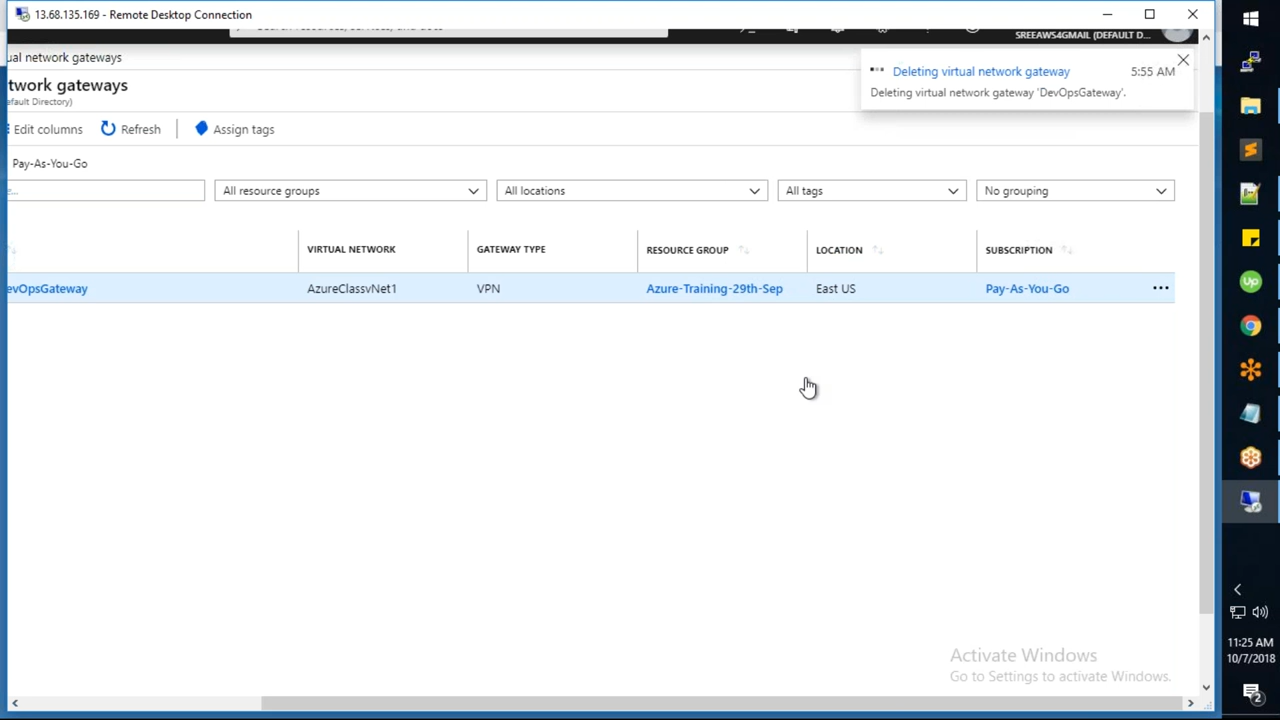 13.68.135.169 - Remote Desktop Connection
SREEAWS4GMAIL (DEFAULT D...
ual network gateways
twork gateways
efault Directory)
Deleting virtual network gateway 5:55 AM
Deleting virtual network gateway 'DevOpsGateway'.
Edit columns Refresh Assign tags
Pay-As-You-Go
e... All resource groups All locations All tags No grouping
VIRTUAL NETWORK GATEWAY TYPE RESOURCE GROUP LOCATION SUBSCRIPTION
evOpsGateway AzureClassvNet1 VPN Azure-Training-29th-Sep East US Pay-As-You-Go ...
Activate Windows
Go to Settings to activate Windows.
Up
11:25 AM
10/7/2018
2